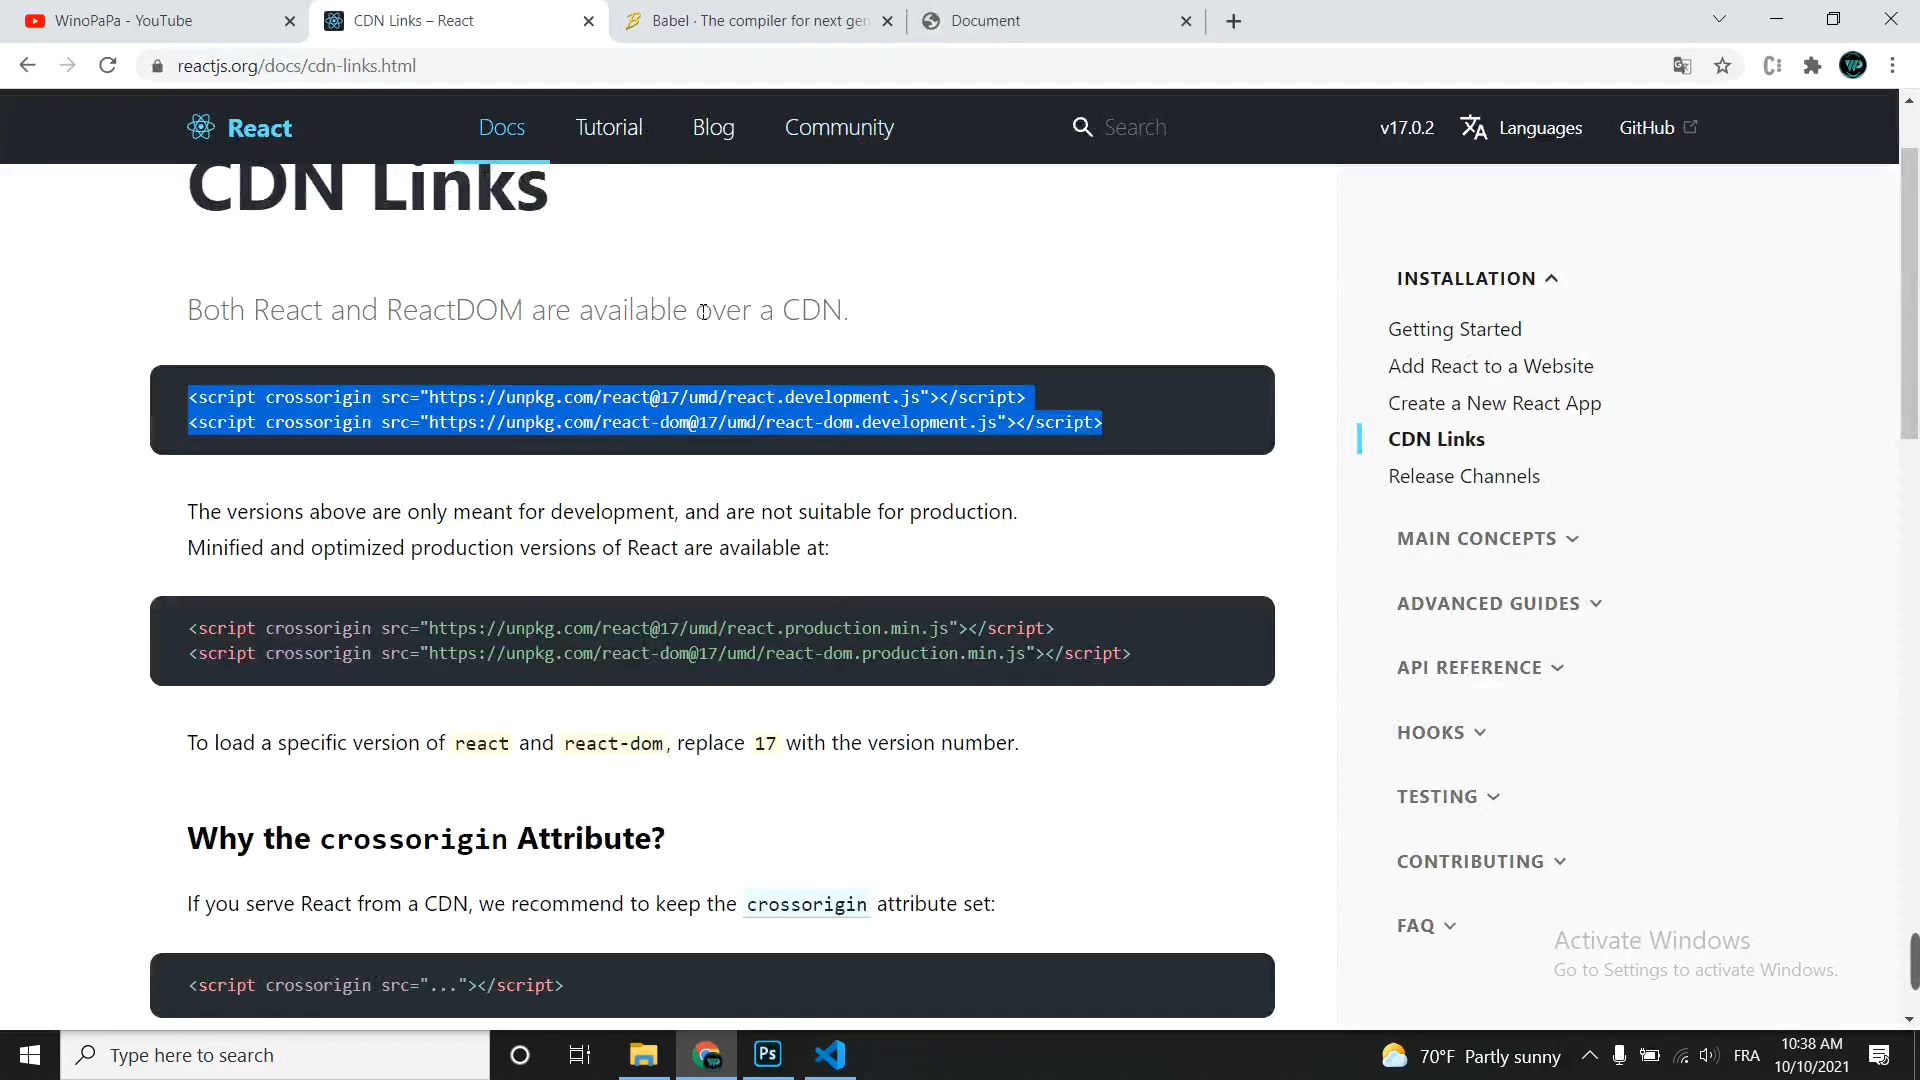 WinoPaPa - YouTube
CDN Links – React
Babel · The compiler for next gen
Document
reactjs.org/docs/cdn-links.html
React
Docs
Tutorial
Blog
Community
Search
v17.0.2
Languages
GitHub
CDN Links
Both React and ReactDOM are available over a CDN.
<script crossorigin src="https://unpkg.com/react@17/umd/react.development.js"></script>
<script crossorigin src="https://unpkg.com/react-dom@17/umd/react-dom.development.js"></script>
The versions above are only meant for development, and are not suitable for production.
Minified and optimized production versions of React are available at:
<script crossorigin src="https://unpkg.com/react@17/umd/react.production.min.js"></script>
<script crossorigin src="https://unpkg.com/react-dom@17/umd/react-dom.production.min.js"></script>
To load a specific version of react and react-dom, replace 17 with the version number.
Why the crossorigin Attribute?
If you serve React from a CDN, we recommend to keep the crossorigin attribute set:
<script crossorigin src="..."></script>
INSTALLATION
Getting Started
Add React to a Website
Create a New React App
CDN Links
Release Channels
MAIN CONCEPTS
ADVANCED GUIDES
API REFERENCE
HOOKS
TESTING
CONTRIBUTING
FAQ
Activate Windows
Go to Settings to activate Windows.
Type here to search
Ps
70°F Partly sunny
FRA
10:38 AM
10/10/2021